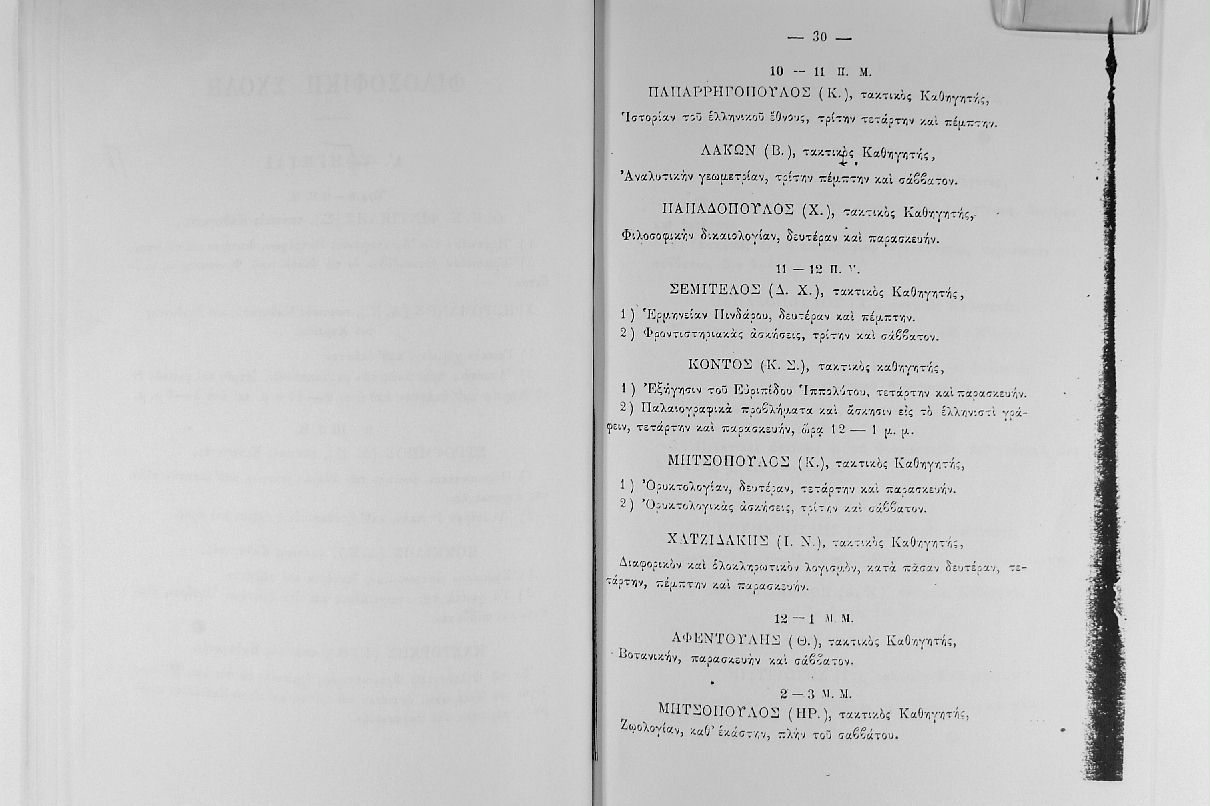 — 30 —
10 — 11 Π. Μ.
ΠΑΠΑΡΡΗΓΟΠΟΥΛΟΣ (Κ.), τακτικὸς Καθηγητής,
Ἱστορίαν τοῦ ἑλληνικοῦ ἔθνους, τρίτην τετάρτην καὶ πέμπτην.
ΛΑΚΩΝ (Β.), τακτικὸς Καθηγητής,
Ἀναλυτικὴν γεωμετρίαν, τρίτην πέμπτην καὶ σάββατον.
ΠΑΠΑΔΟΠΟΥΛΟΣ (Χ.), τακτικὸς Καθηγητής,
Φιλοσοφικὴν δικαιολογίαν, δευτέραν καὶ παρασκευήν.
11 — 12 Π. Μ.
ΣΕΜΙΤΕΛΟΣ (Δ. Χ.), τακτικὸς Καθηγητής,
1) Ἑρμηνείαν Πινδάρου, δευτέραν καὶ πέμπτην.
2) Φροντιστηριακὰς ἀσκήσεις, τρίτην καὶ σάββατον.
ΚΟΝΤΟΣ (Κ. Σ.), τακτικὸς καθηγητής,
1) Ἐξήγησιν τοῦ Εὐριπίδου Ἱππολύτου, τετάρτην καὶ παρασκευήν.
2) Παλαιογραφικὰ προβλήματα καὶ ἄσκησιν εἰς τὸ ἑλληνιστὶ γρά-
φειν, τετάρτην καὶ παρασκευήν, ὥρᾳ 12 — 1 μ. μ.
ΜΗΤΣΟΠΟΥΛΟΣ (Κ.), τακτικὸς Καθηγητής,
1) Ὀρυκτολογίαν, δευτέραν, τετάρτην καὶ παρασκευήν.
2) Ὀρυκτολογικὰς ἀσκήσεις, τρίτην καὶ σάββατον.
ΧΑΤΖΙΔΑΚΗΣ (Ι. Ν.), τακτικὸς Καθηγητής,
Διαφορικὸν καὶ ὁλοκληρωτικὸν λογισμόν, κατὰ πᾶσαν δευτέραν, τε-
τάρτην, πέμπτην καὶ παρασκευήν.
12 — 1 Μ. Μ.
ΑΦΕΝΤΟΥΛΗΣ (Θ.), τακτικὸς Καθηγητής,
Βοτανικήν, παρασκευὴν καὶ σάββατον.
2 — 3 Μ. Μ.
ΜΗΤΣΟΠΟΥΛΟΣ (ΗΡ.), τακτικὸς Καθηγητής,
Ζωολογίαν, καθ' ἑκάστην, πλὴν τοῦ σαββάτου.